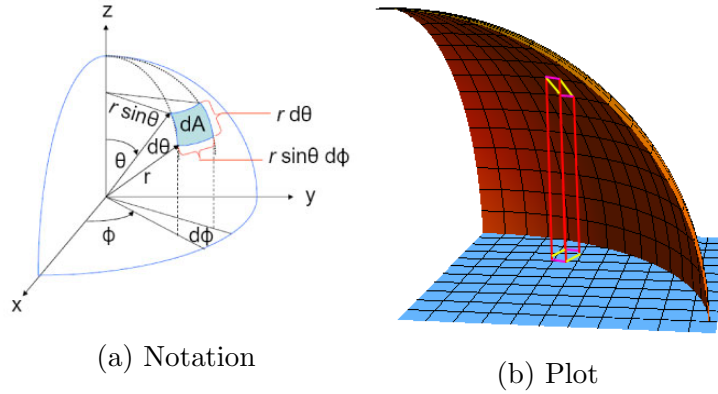 z
r sinθ
dA
r dθ
θ
dθ
r sinθ dϕ
r
y
ϕ
dϕ
x
(a) Notation
(b) Plot